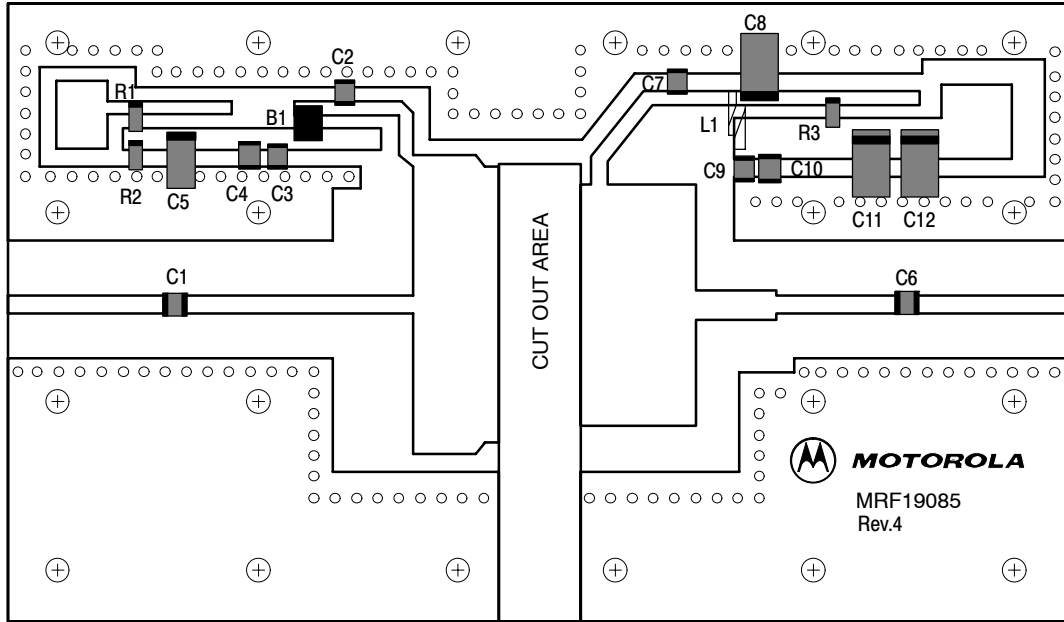 C8
C2
C7
R1
B1
L1
R3
R2
C5
C4
C3
C9
C10
C11
C12
C1
C6
CUT OUT AREA
MOTOROLA
MRF19085
Rev.4